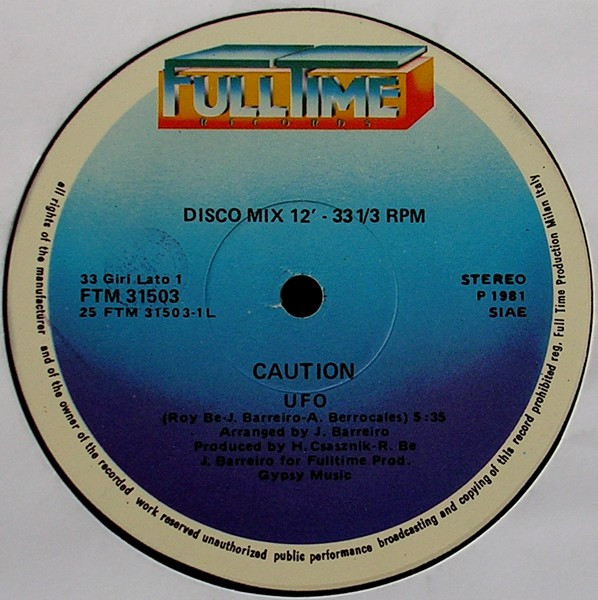 FULL TIME
RECORDS
DISCO MIX 12' - 33 1/3 RPM
33 Giri Lato 1
FTM 31503
25 FTM 31503-1L
STEREO
P 1981
SIAE
CAUTION
UFO
(Roy Be-J. Barreiro-A. Berrocales) 5:35
Arranged by J. Barreiro
Produced by H. Csasznik-R. Be
J. Barreiro for Fulltime Prod.
Gypsy Music
all rights of the manufacturer and of the owner of the recorded work reserved unauthorized public performance broadcasting and copying of this record prohibited reg. Full Time Production Milan Italy